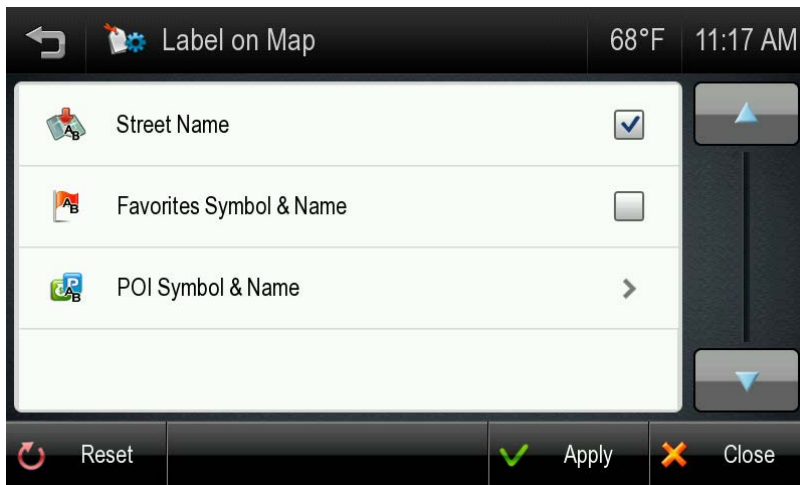 Label on Map 68°F 11:17 AM
Street Name
Favorites Symbol & Name
POI Symbol & Name
Reset Apply Close